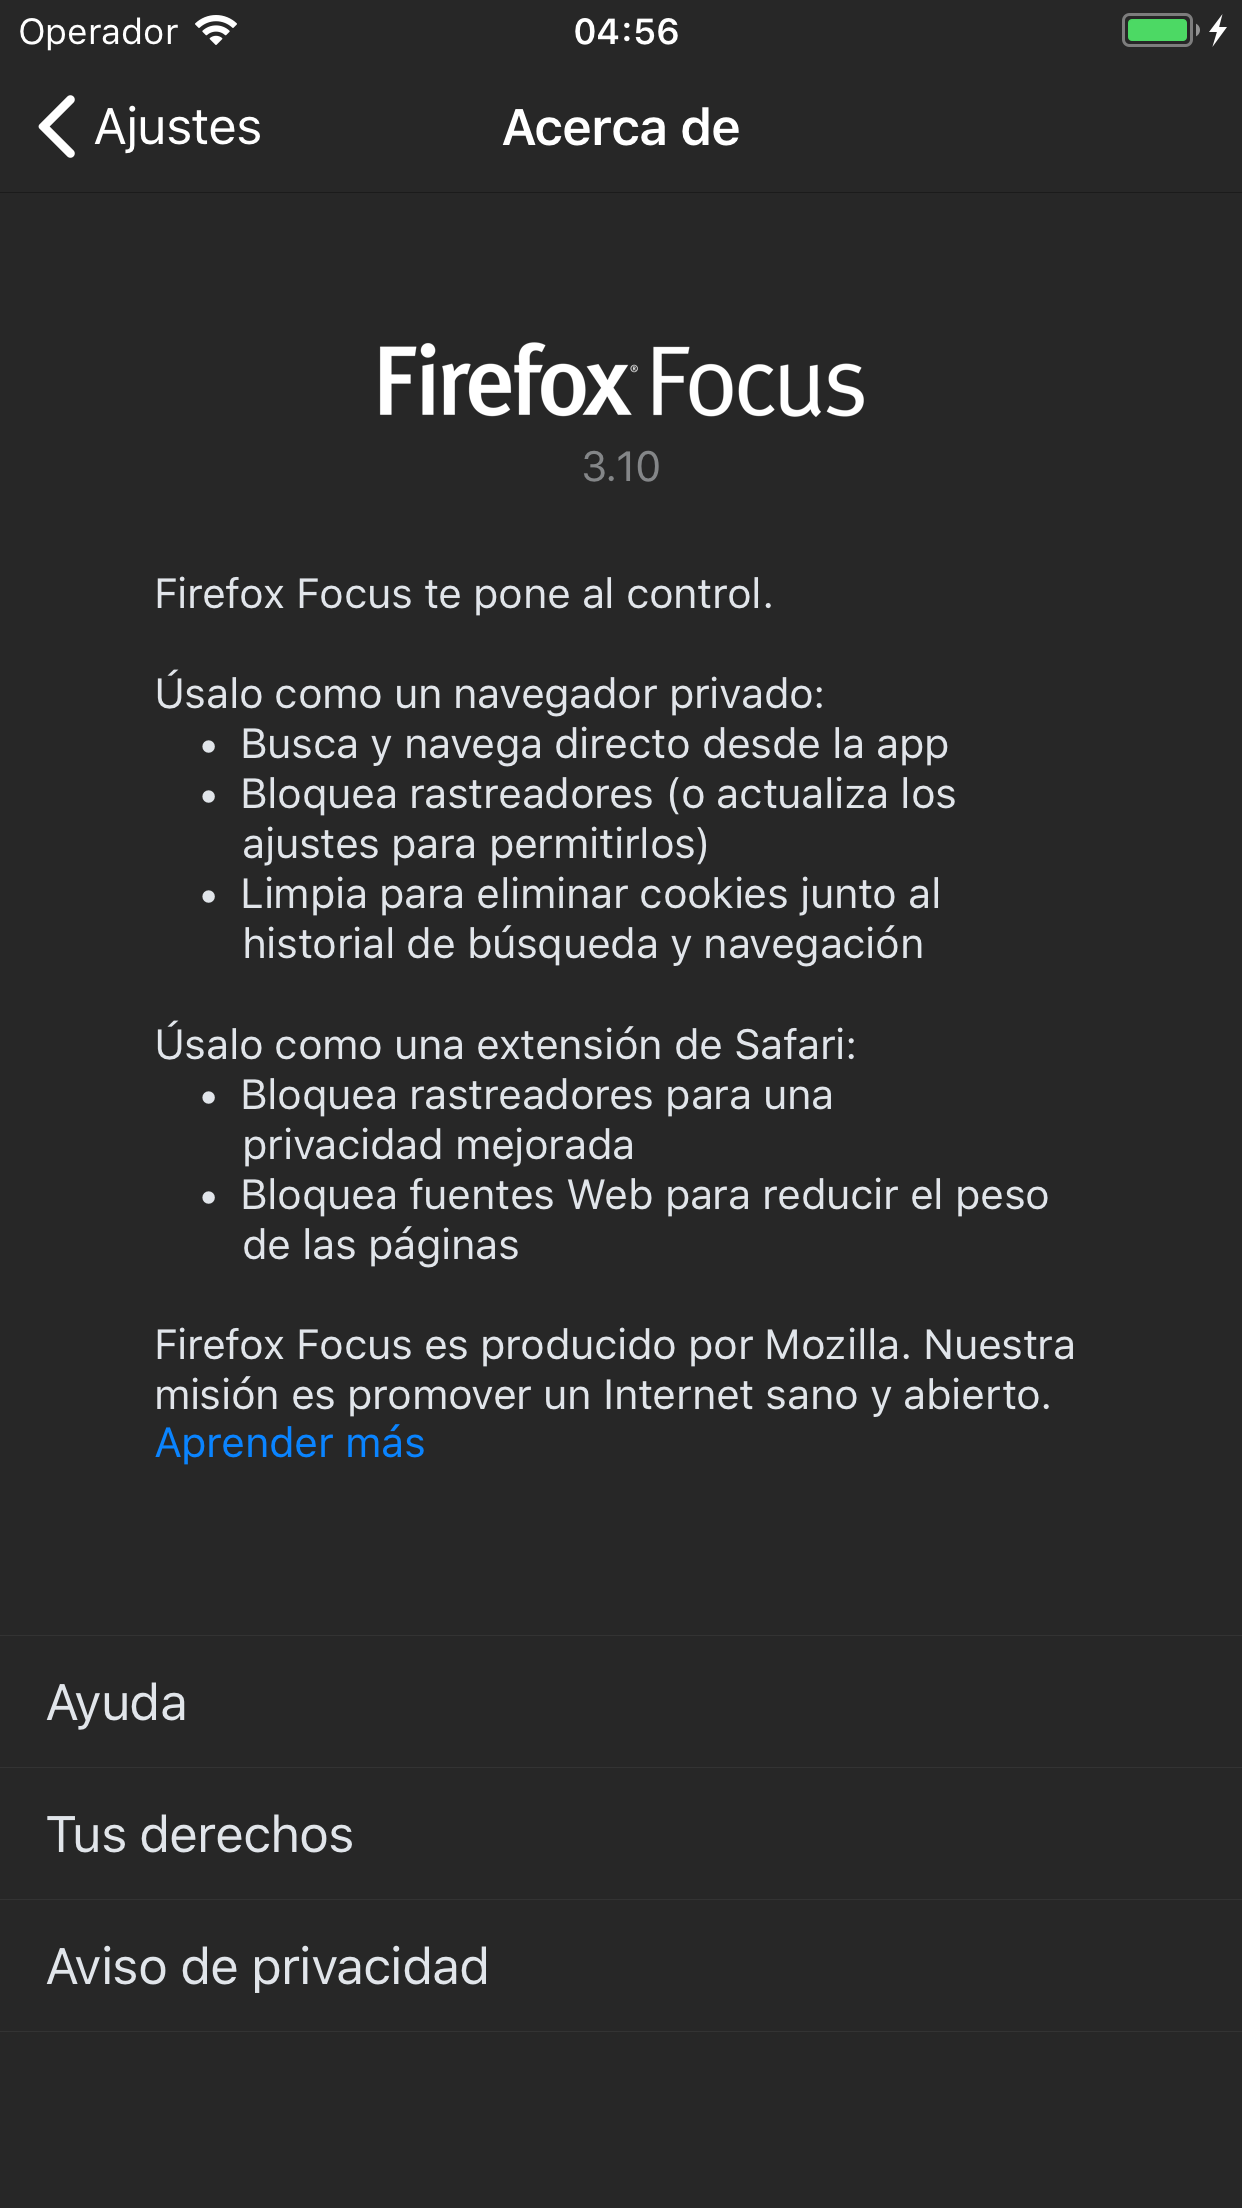 Operador
04:56
Ajustes
Acerca de
Firefox® Focus
3.10
Firefox Focus te pone al control.
Úsalo como un navegador privado:
• Busca y navega directo desde la app
• Bloquea rastreadores (o actualiza los
ajustes para permitirlos)
• Limpia para eliminar cookies junto al
historial de búsqueda y navegación
Úsalo como una extensión de Safari:
• Bloquea rastreadores para una
privacidad mejorada
• Bloquea fuentes Web para reducir el peso
de las páginas
Firefox Focus es producido por Mozilla. Nuestra
misión es promover un Internet sano y abierto.
Aprender más
Ayuda
Tus derechos
Aviso de privacidad